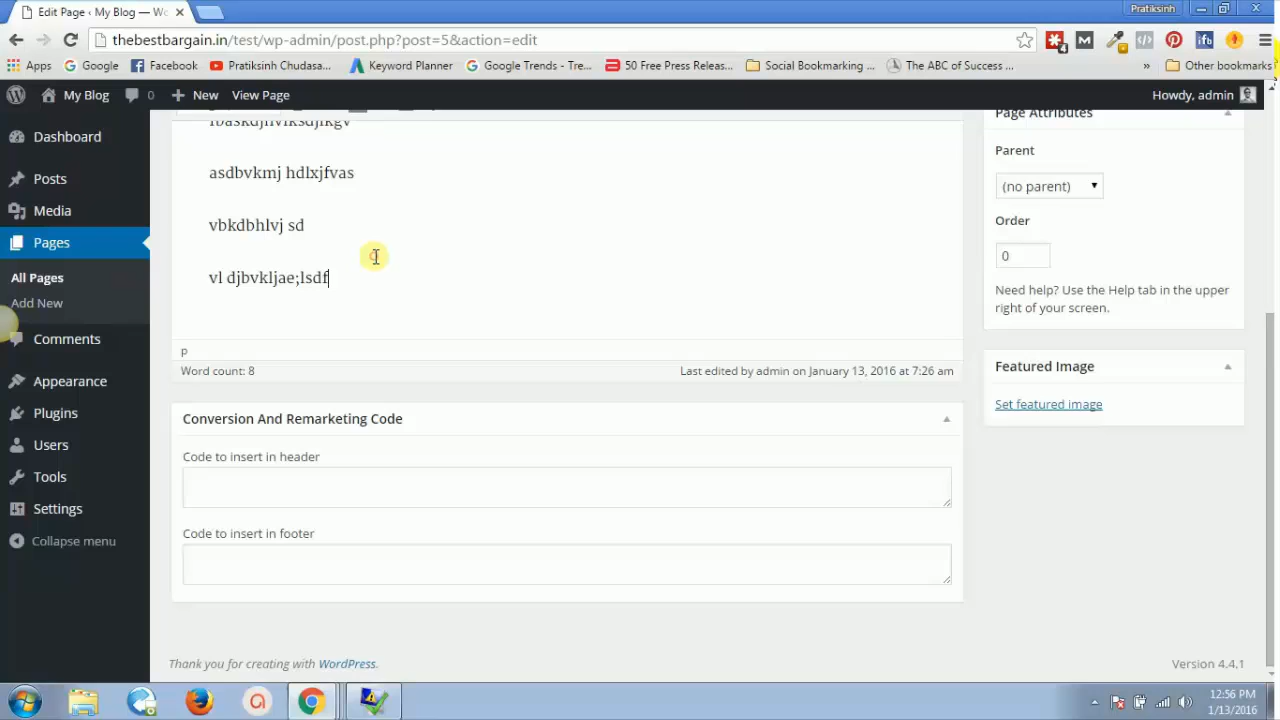 Edit Page ‹ My Blog — Wo
Pratiksinh
thebestbargain.in/test/wp-admin/post.php?post=5&action=edit
Apps Google Facebook Pratiksinh Chudasa... Keyword Planner Google Trends - Tre... 50 Free Press Releas... Social Bookmarking ... The ABC of Success ... » Other bookmarks
My Blog 0 New View Page Howdy, admin
Dashboard
Posts
Media
Pages
All Pages
Add New
Comments
Appearance
Plugins
Users
Tools
Settings
Collapse menu
asdbvkmj hdlxjfvas
vbkdbhlvj sd
vl djbvkljae;lsdf
p
Word count: 8 Last edited by admin on January 13, 2016 at 7:26 am
Conversion And Remarketing Code
Code to insert in header
Code to insert in footer
Page Attributes
Parent
(no parent)
Order
0
Need help? Use the Help tab in the upper
right of your screen.
Featured Image
Set featured image
Thank you for creating with WordPress. Version 4.4.1
12:56 PM
1/13/2016